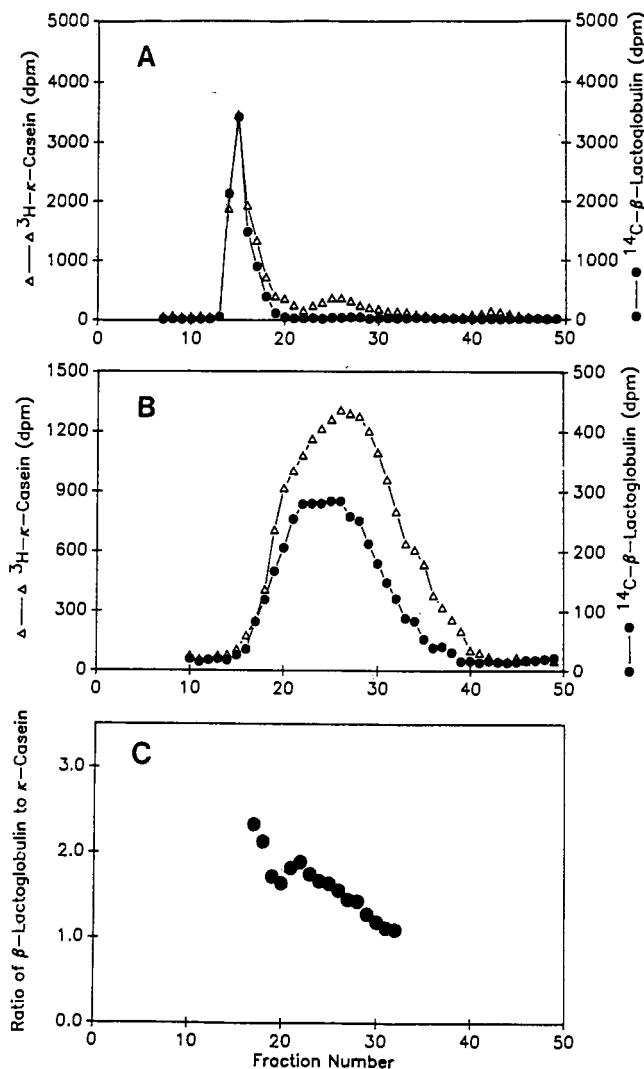 A
5000
4000
3000
2000
1000
0
△——△ ³H-κ-Casein (dpm)
5000
4000
3000
2000
1000
0
●——● ¹⁴C-β-Lactoglobulin (dpm)
0 10 20 30 40 50
B
1500
1200
900
600
300
0
△——△ ³H-κ-Casein (dpm)
500
400
300
200
100
0
●——● ¹⁴C-β-Lactoglobulin (dpm)
0 10 20 30 40 50
C
3.0
2.0
1.0
0.0
Ratio of β-Lactoglobulin to κ-Casein
0 10 20 30 40 50
Fraction Number